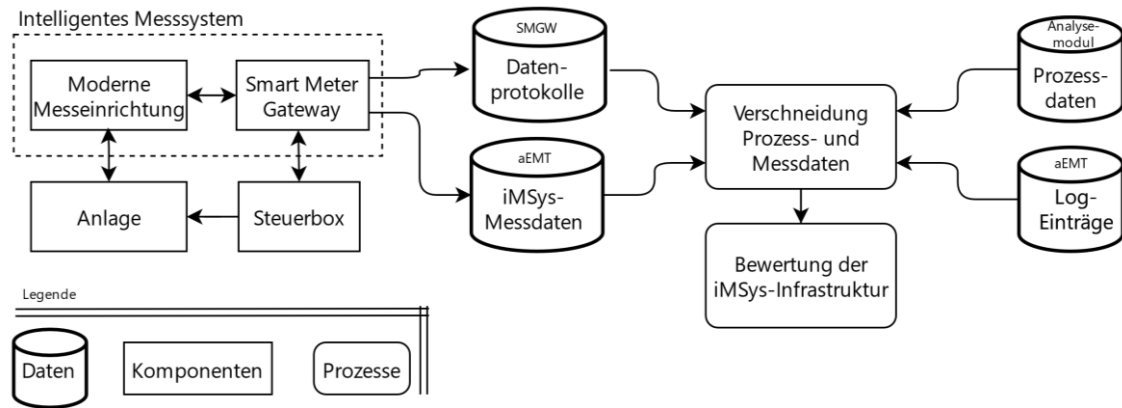 Intelligentes Messsystem
Moderne
Messeinrichtung
Smart Meter
Gateway
Anlage
Steuerbox
SMGW
Daten-
protokolle
aEMT
iMSys-
Messdaten
Verschneidung
Prozess- und
Messdaten
Bewertung der
iMSys-Infrastruktur
Analyse-
modul
Prozess-
daten
aEMT
Log-
Einträge
Legende
Daten
Komponenten
Prozesse